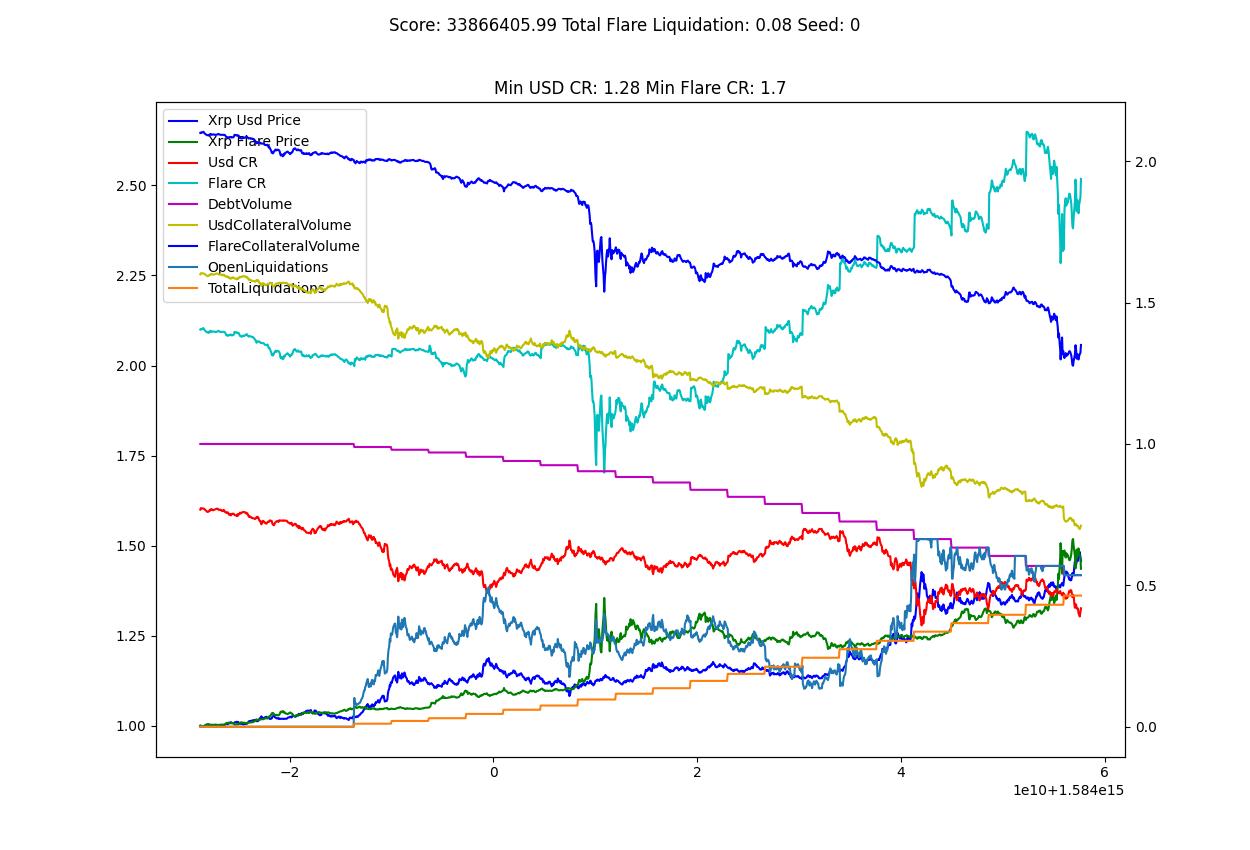 Score: 33866405.99 Total Flare Liquidation: 0.08 Seed: 0
Min USD CR: 1.28 Min Flare CR: 1.7
Xrp Usd Price
Xrp Flare Price
Usd CR
Flare CR
DebtVolume
UsdCollateralVolume
FlareCollateralVolume
OpenLiquidations
TotalLiquidations
2.50
2.25
2.00
1.75
1.50
1.25
1.00
2.0
1.5
1.0
0.5
0.0
−2
0
2
4
6
1e10+1.584e15